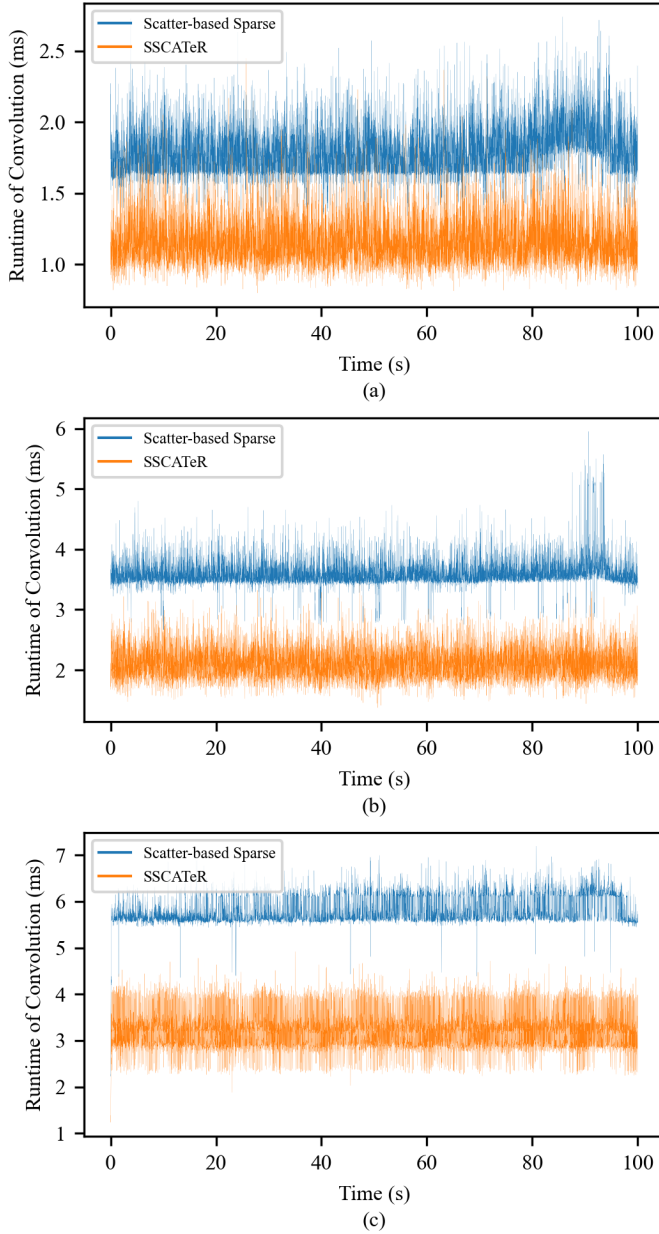 Scatter-based Sparse
SSCATeR
Runtime of Convolution (ms)
2.5
2.0
1.5
1.0
0 20 40 60 80 100
Time (s)
(a)
Scatter-based Sparse
SSCATeR
Runtime of Convolution (ms)
6
5
4
3
2
0 20 40 60 80 100
Time (s)
(b)
Scatter-based Sparse
SSCATeR
Runtime of Convolution (ms)
7
6
5
4
3
2
1
0 20 40 60 80 100
Time (s)
(c)